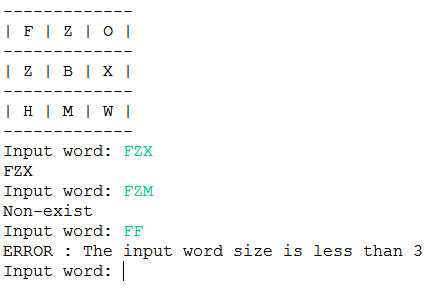 -------------
| F | Z | O |
-------------
| Z | B | X |
-------------
| H | M | W |
-------------
Input word: FZX
FZX
Input word: FZM
Non-exist
Input word: FF
ERROR : The input word size is less than 3
Input word: